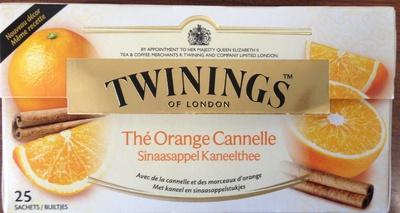 Nouveau décor
Même recette
BY APPOINTMENT TO HER MAJESTY QUEEN ELIZABETH II
TEA & COFFEE MERCHANTS R. TWINING AND COMPANY LIMITED, LONDON.
TWININGS™
OF LONDON
Thé Orange Cannelle
Sinaasappel Kaneelthee
Avec de la cannelle et des morceaux d'orange
Met kaneel en sinaasappelstukjes
25
SACHETS / BUILTJES